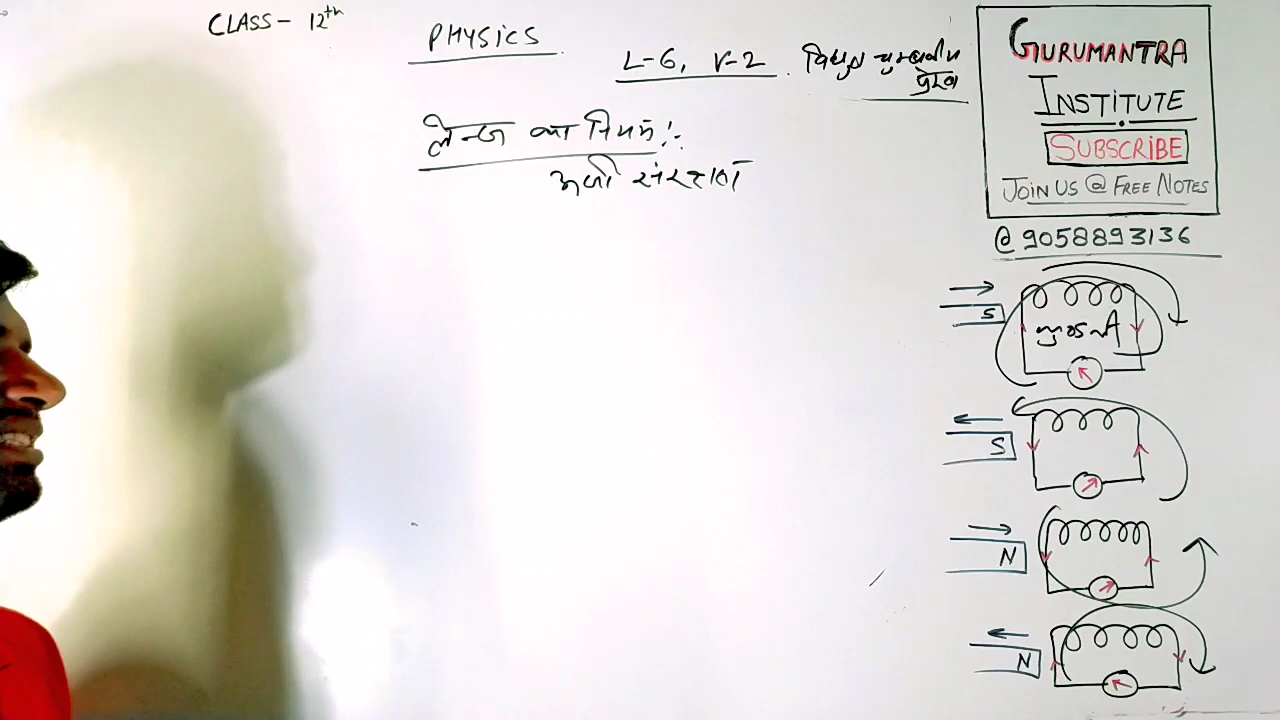 CLASS - 12th
PHYSICS
L-6, V-2. विद्युत चुम्बकीय
प्रेरण
लेन्ज का नियम :-
ऊर्जा संरक्षण
GURUMANTRA
INSTITUTE
SUBSCRIBE
JOIN US @ FREE NOTES
@ 9058893136
S
S
N
N